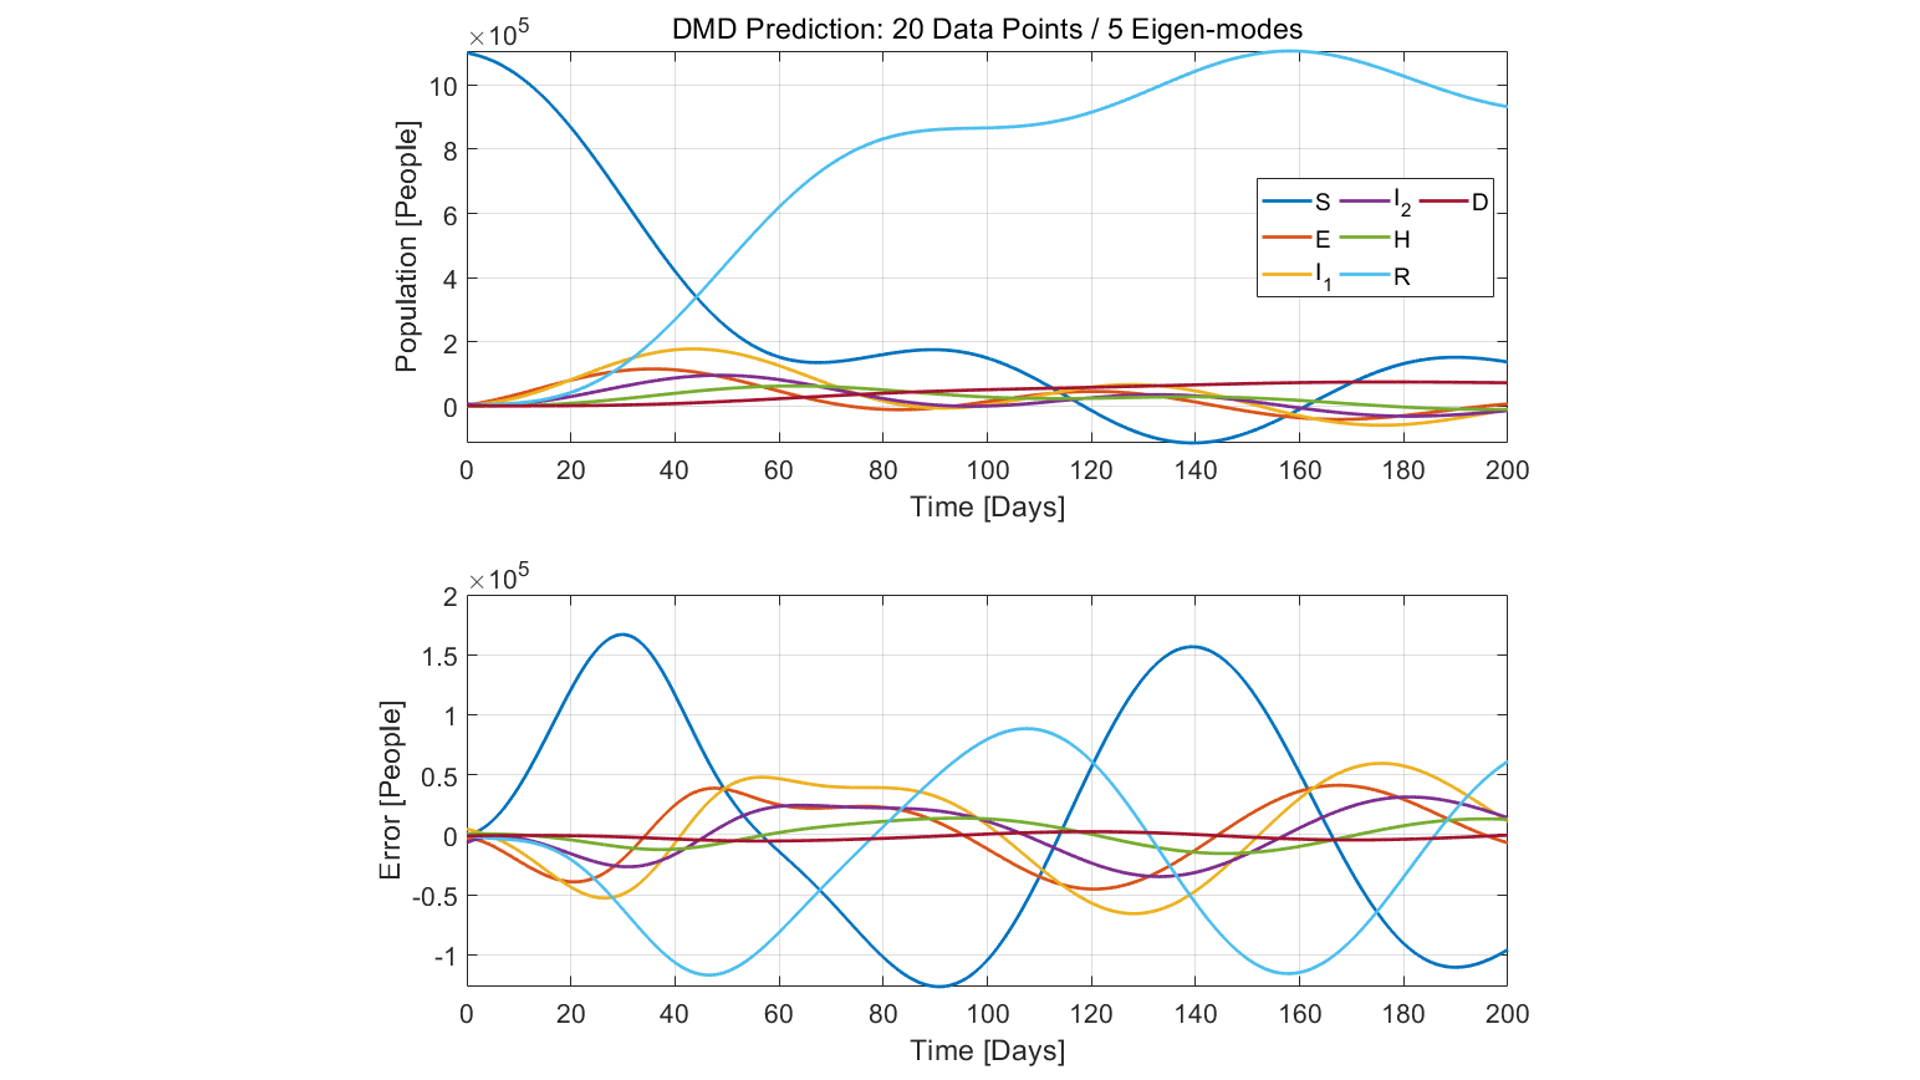 DMD Prediction: 20 Data Points / 5 Eigen-modes
×10^5
10
8
6
4
2
0
Population [People]
S I_2 D
E H
I_1 R
0 20 40 60 80 100 120 140 160 180 200
Time [Days]
×10^5
2
1.5
1
0.5
0
-0.5
-1
Error [People]
0 20 40 60 80 100 120 140 160 180 200
Time [Days]